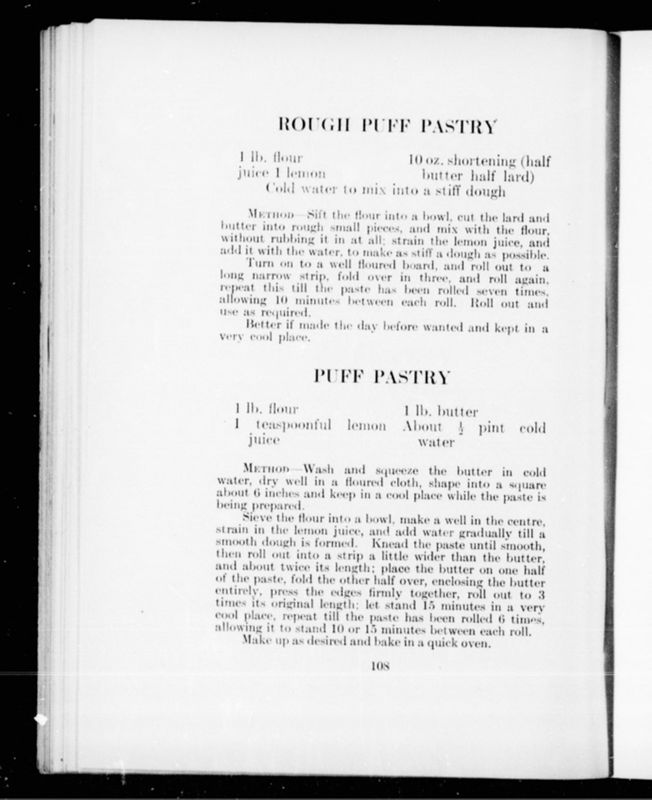 ROUGH PUFF PASTRY
1 lb. flour 10 oz. shortening (half
juice 1 lemon butter half lard)
Cold water to mix into a stiff dough
METHOD—Sift the flour into a bowl, cut the lard and
butter into rough small pieces, and mix with the flour,
without rubbing it in at all; strain the lemon juice, and
add it with the water, to make as stiff a dough as possible.
Turn on to a well floured board, and roll out to a
long narrow strip, fold over in three, and roll again,
repeat this till the paste has been rolled seven times,
allowing 10 minutes between each roll. Roll out and
use as required.
Better if made the day before wanted and kept in a
very cool place.
PUFF PASTRY
1 lb. flour 1 lb. butter
1 teaspoonful lemon About ½ pint cold
juice water
METHOD—Wash and squeeze the butter in cold
water, dry well in a floured cloth, shape into a square
about 6 inches and keep in a cool place while the paste is
being prepared.
Sieve the flour into a bowl, make a well in the centre,
strain in the lemon juice, and add water gradually till a
smooth dough is formed. Knead the paste until smooth,
then roll out into a strip a little wider than the butter,
and about twice its length; place the butter on one half
of the paste, fold the other half over, enclosing the butter
entirely, press the edges firmly together, roll out to 3
times its original length; let stand 15 minutes in a very
cool place, repeat till the paste has been rolled 6 times,
allowing it to stand 10 or 15 minutes between each roll.
Make up as desired and bake in a quick oven.
108